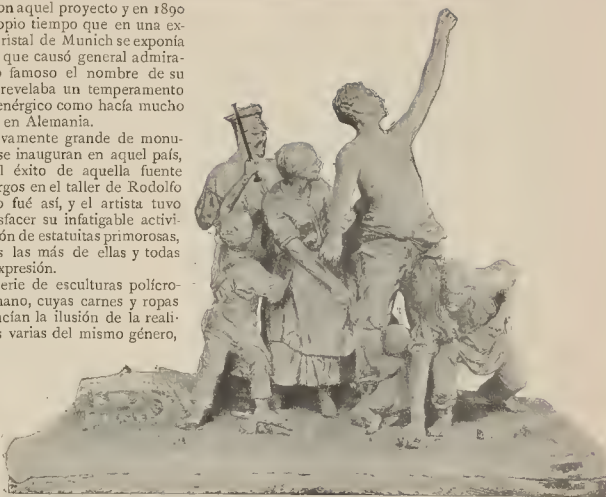 on aquel proyecto y en 1890
opio tiempo que en una ex-
ristal de Munich se exponía
que causó general admira-
o famoso el nombre de su
revelaba un temperamento
enérgico como hacía mucho
en Alemania.
vamente grande de monu-
se inauguran en aquel país,
l éxito de aquella fuente
rgos en el taller de Rodolfo
o fué así, y el artista tuvo
sfacer su infatigable activi-
ón de estatuitas primorosas,
s las más de ellas y todas
xpresión.
erie de esculturas polícro-
mano, cuyas carnes y ropas
cían la ilusión de la reali-
s varias del mismo género,